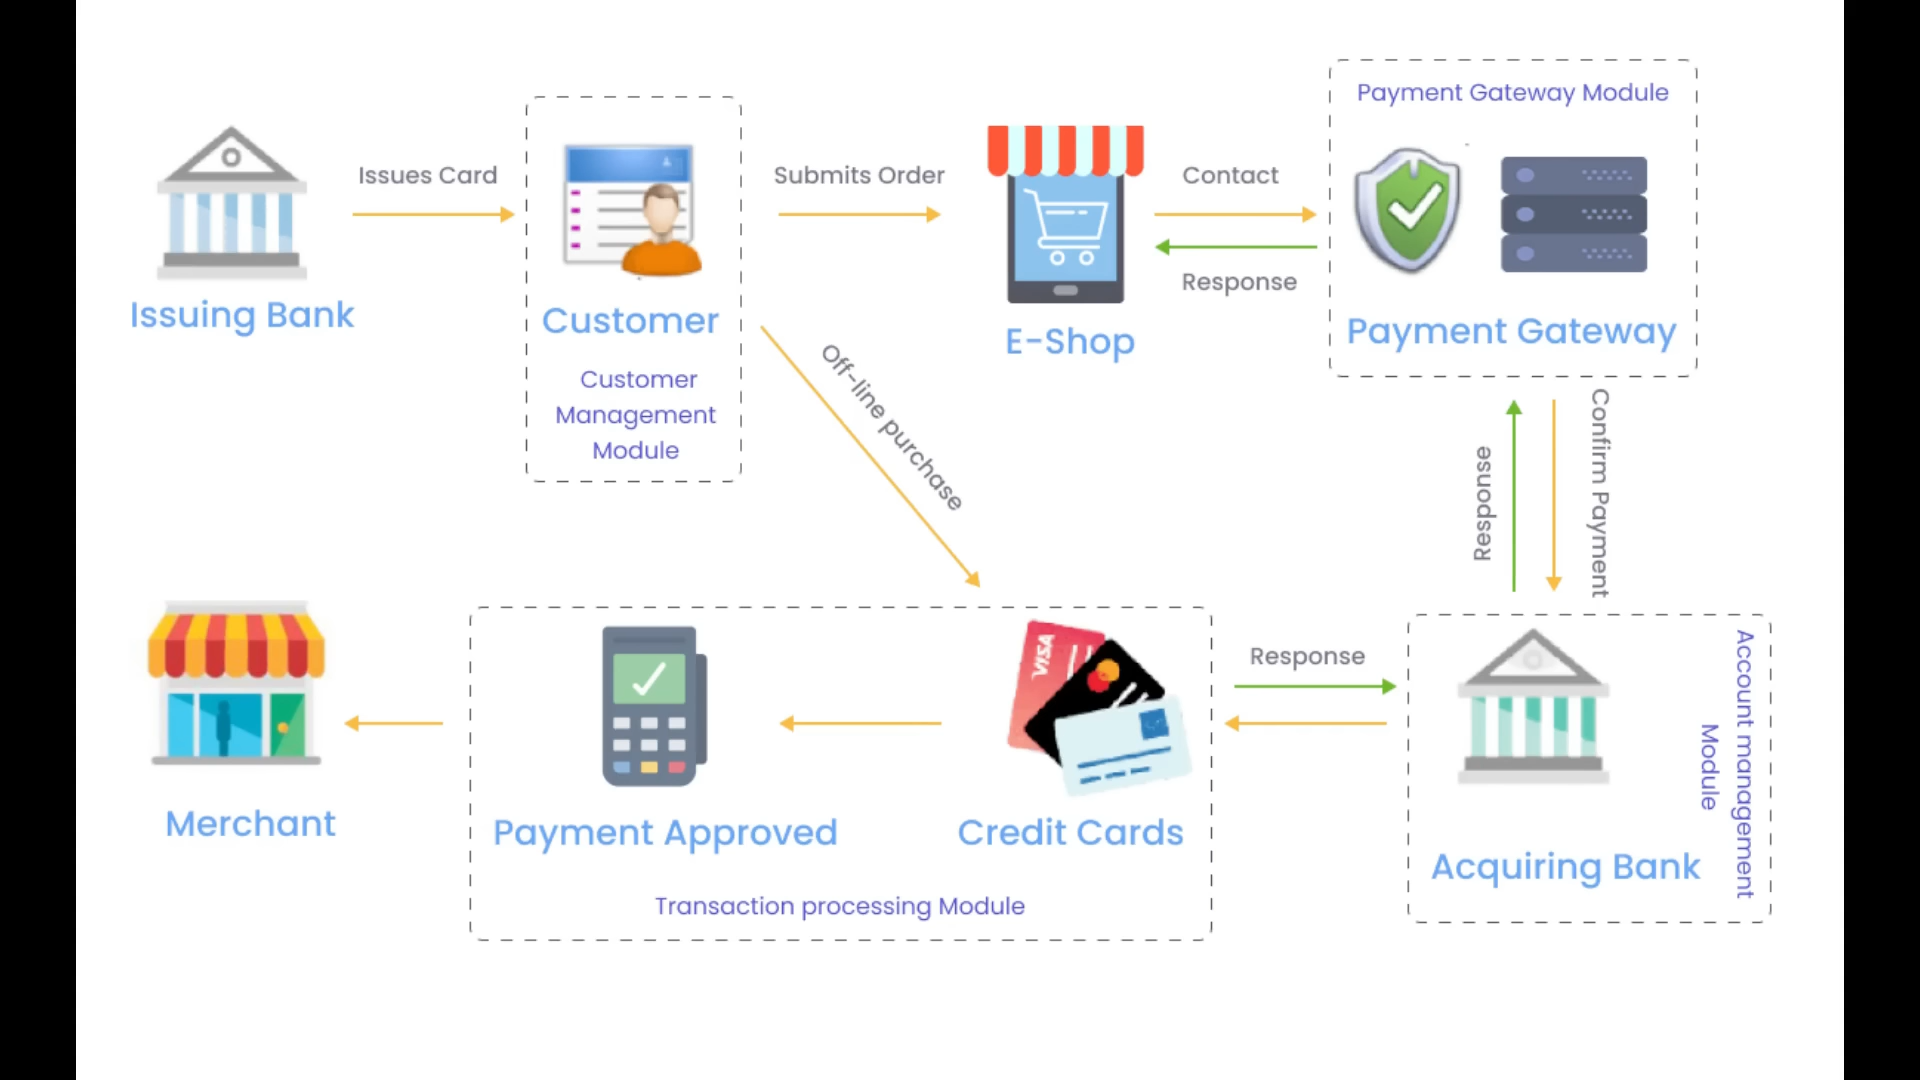 Payment Gateway Module
Issues Card
Submits Order
Contact
Response
Issuing Bank
Customer
E-Shop
Payment Gateway
Customer
Management
Module
Off-line purchase
Response
Confirm Payment
VISA
Response
Account management
Module
Merchant
Payment Approved
Credit Cards
Acquiring Bank
Transaction processing Module